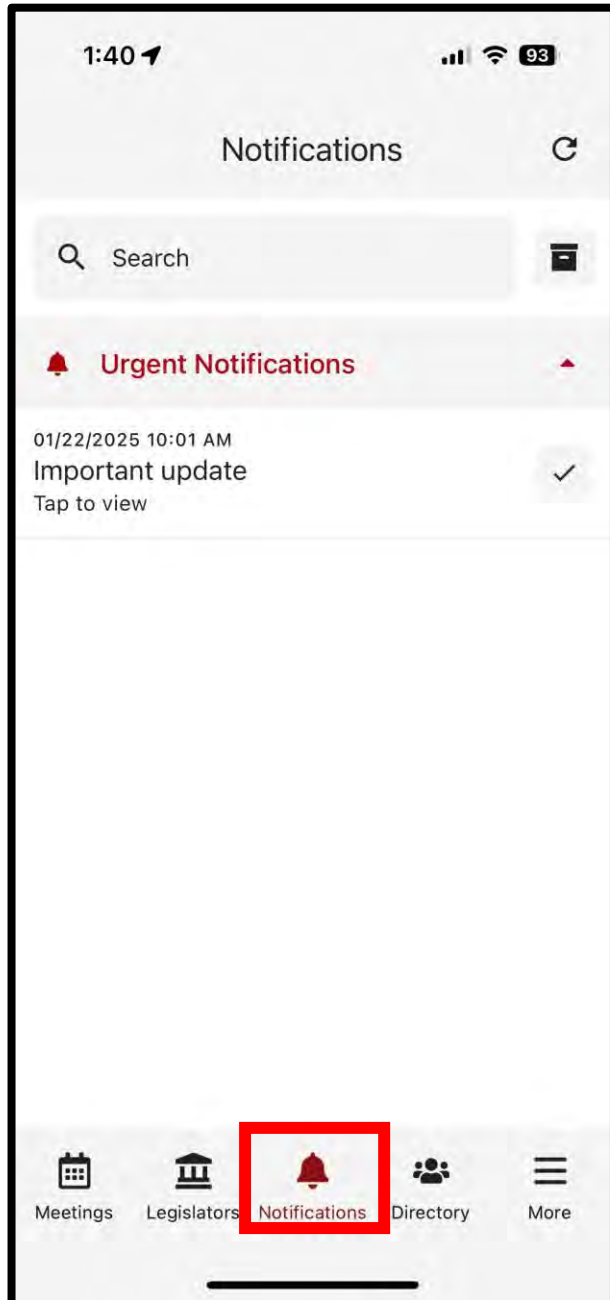 1:40 93
Notifications
Search
Urgent Notifications
01/22/2025 10:01 AM
Important update
Tap to view
Meetings Legislators Notifications Directory More